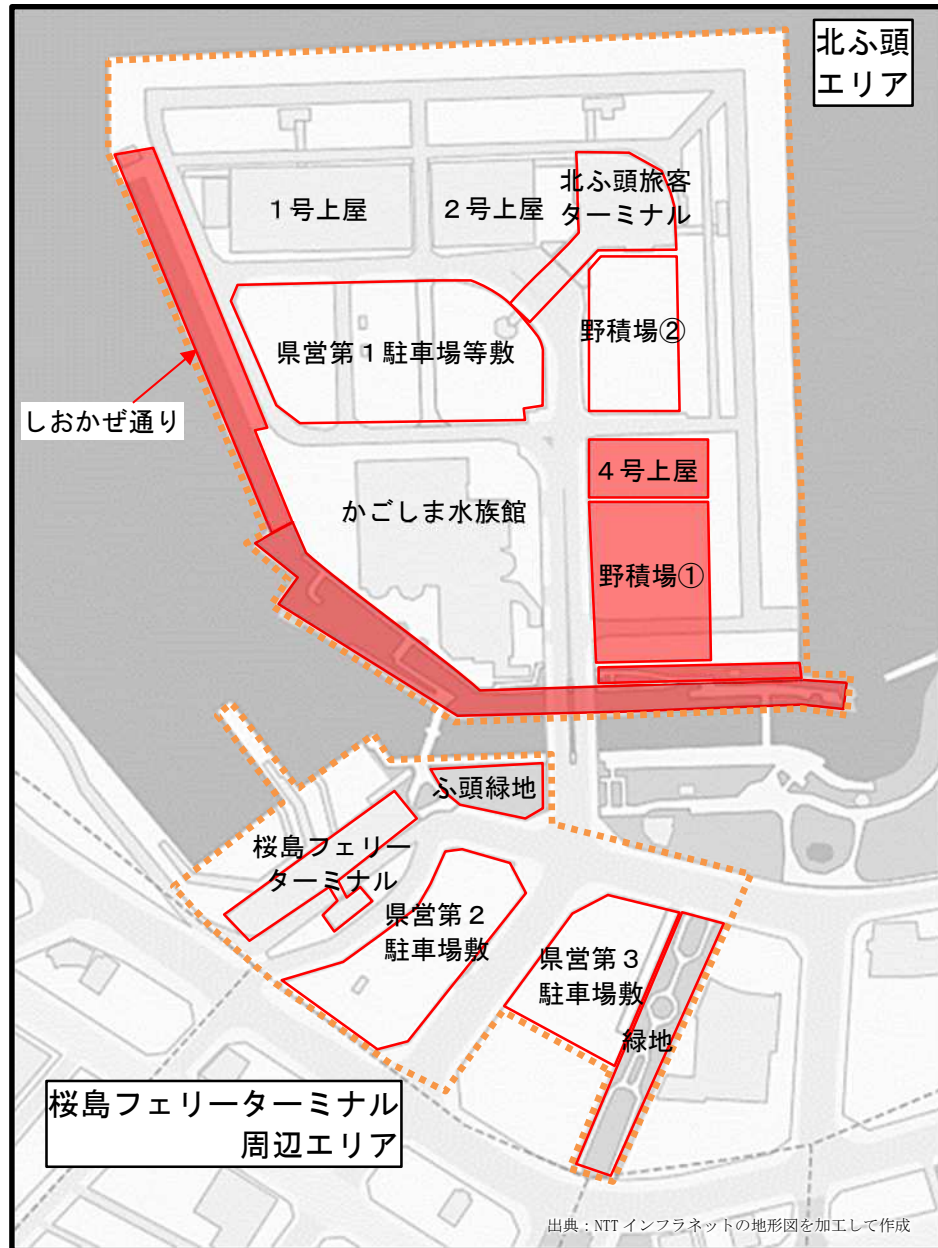 北ふ頭
エリア
北ふ頭旅客
ターミナル
1号上屋
2号上屋
野積場②
県営第1駐車場等敷
しおかぜ通り
4号上屋
かごしま水族館
野積場①
ふ頭緑地
桜島フェリー
ターミナル
県営第2
駐車場敷
県営第3
駐車場敷
緑地
桜島フェリーターミナル
周辺エリア
出典：NTTインフラネットの地形図を加工して作成